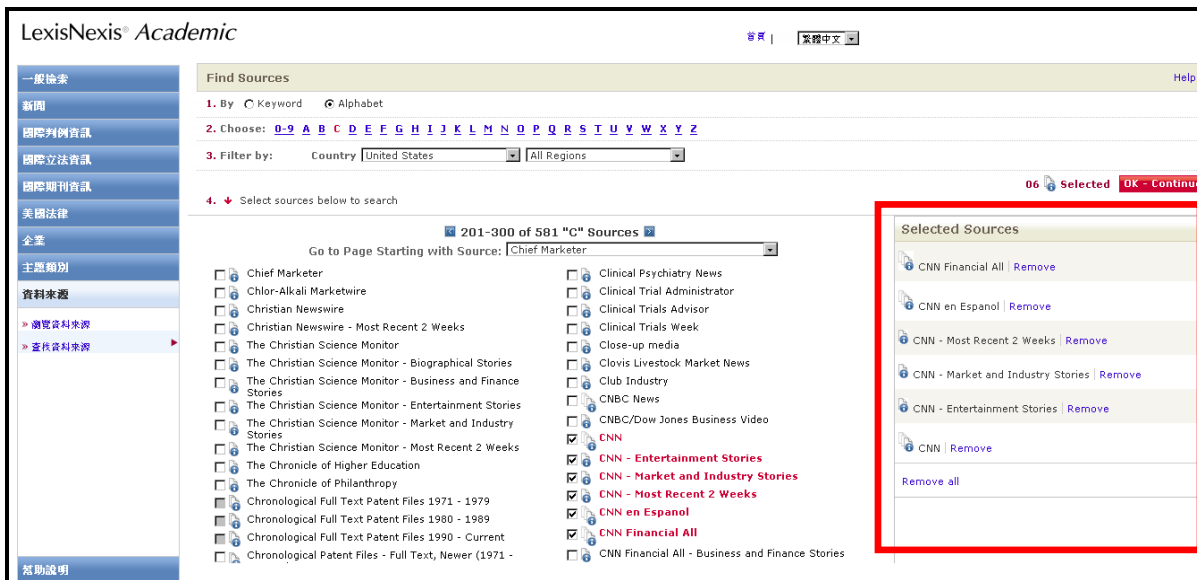 LexisNexis® Academic
首頁 | 繁體中文
一般檢索
新聞
國際判例資訊
國際立法資訊
國際期刊資訊
美國法律
企業
主題類別
資料來源
» 瀏覽資料來源
» 查找資料來源
幫助說明
Find Sources
Help
1. By Keyword Alphabet
2. Choose: 0-9 A B C D E F G H I J K L M N O P Q R S T U V W X Y Z
3. Filter by: Country United States All Regions
06 Selected OK - Continue
4. Select sources below to search
201-300 of 581 "C" Sources
Go to Page Starting with Source: Chief Marketer
Chief Marketer
Chlor-Alkali Marketwire
Christian Newswire
Christian Newswire - Most Recent 2 Weeks
The Christian Science Monitor
The Christian Science Monitor - Biographical Stories
The Christian Science Monitor - Business and Finance
Stories
The Christian Science Monitor - Entertainment Stories
The Christian Science Monitor - Market and Industry
Stories
The Christian Science Monitor - Most Recent 2 Weeks
The Chronicle of Higher Education
The Chronicle of Philanthropy
Chronological Full Text Patent Files 1971 - 1979
Chronological Full Text Patent Files 1980 - 1989
Chronological Full Text Patent Files 1990 - Current
Chronological Patent Files - Full Text, Newer (1971 -
Clinical Psychiatry News
Clinical Trial Administrator
Clinical Trials Advisor
Clinical Trials Week
Close-up media
Clovis Livestock Market News
Club Industry
CNBC News
CNBC/Dow Jones Business Video
CNN
CNN - Entertainment Stories
CNN - Market and Industry Stories
CNN - Most Recent 2 Weeks
CNN en Espanol
CNN Financial All
CNN Financial All - Business and Finance Stories
Selected Sources
CNN Financial All | Remove
CNN en Espanol | Remove
CNN - Most Recent 2 Weeks | Remove
CNN - Market and Industry Stories | Remove
CNN - Entertainment Stories | Remove
CNN | Remove
Remove all